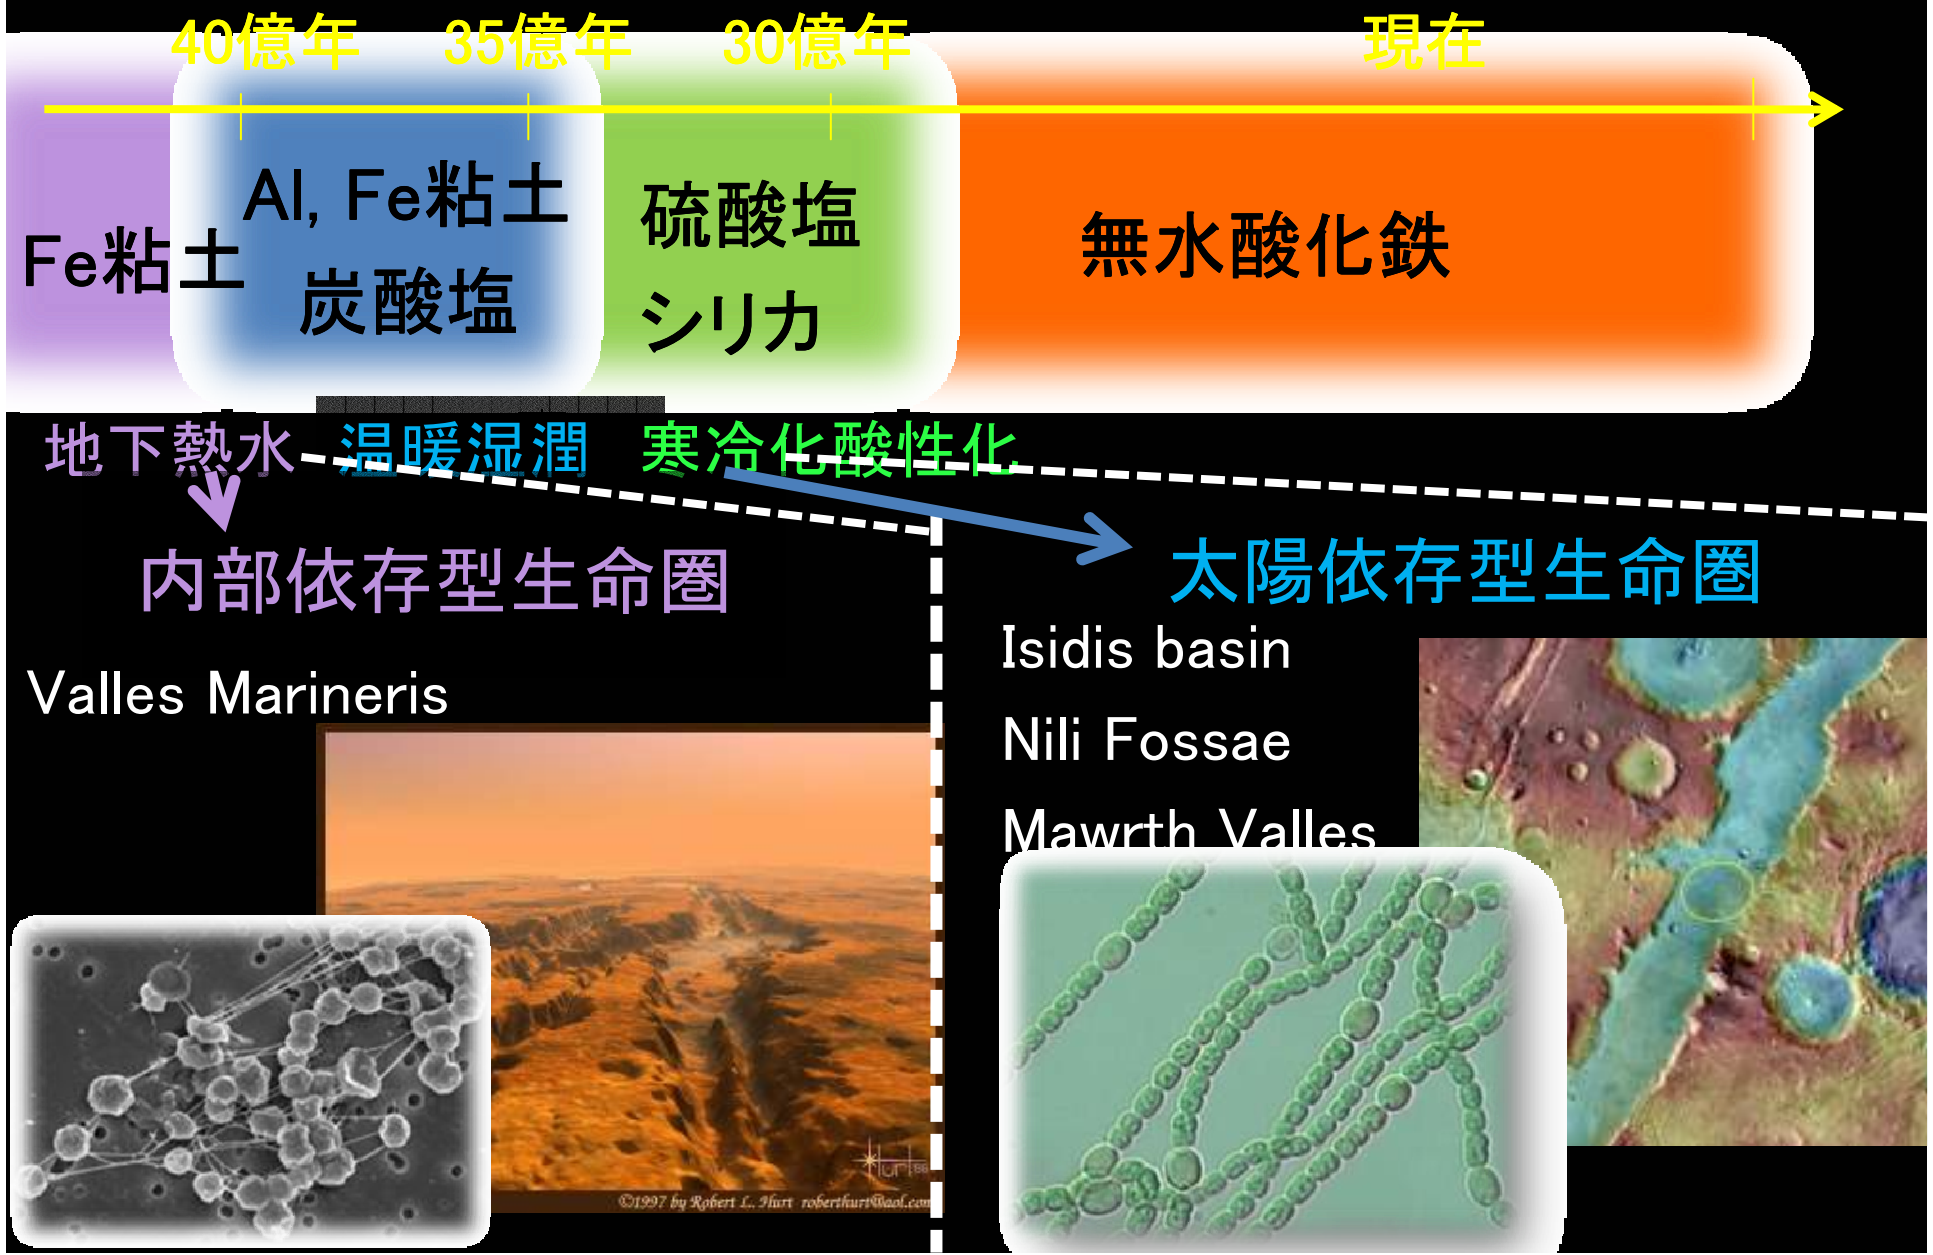 40億年 35億年 30億年 現在
Fe粘土
Al, Fe粘土
炭酸塩
硫酸塩
シリカ
無水酸化鉄
地下熱水 温暖湿潤 寒冷化酸性化
内部依存型生命圏
太陽依存型生命圏
Valles Marineris
Isidis basin
Nili Fossae
Mawrth Valles
Hurt
©1997 by Robert L. Hurt roberthurt@aol.com